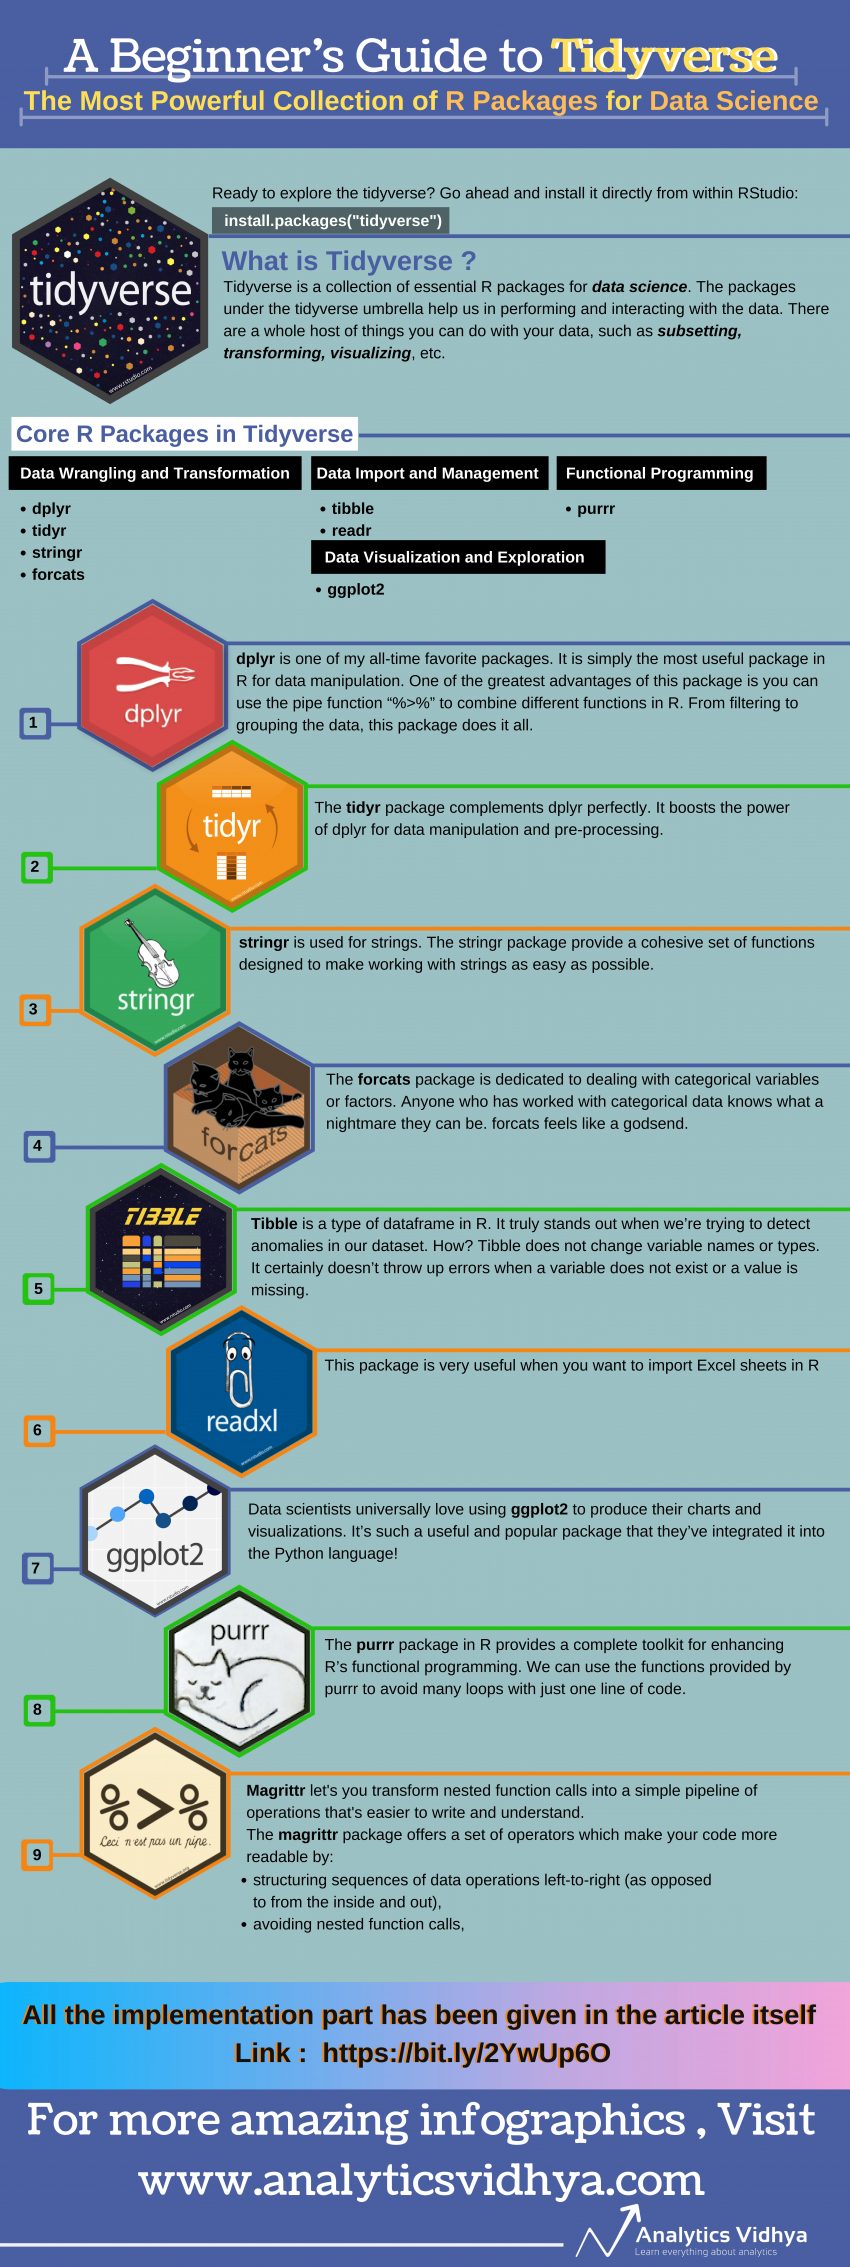 A Beginner's Guide to Tidyverse
The Most Powerful Collection of R Packages for Data Science
Ready to explore the tidyverse? Go ahead and install it directly from within RStudio:
install.packages("tidyverse")
tidyverse
www.rstudio.com
What is Tidyverse ?
Tidyverse is a collection of essential R packages for data science. The packages
under the tidyverse umbrella help us in performing and interacting with the data. There
are a whole host of things you can do with your data, such as subsetting,
transforming, visualizing, etc.
Core R Packages in Tidyverse
Data Wrangling and Transformation
• dplyr
• tidyr
• stringr
• forcats
Data Import and Management
• tibble
• readr
Functional Programming
• purrr
Data Visualization and Exploration
• ggplot2
1
dplyr
dplyr is one of my all-time favorite packages. It is simply the most useful package in
R for data manipulation. One of the greatest advantages of this package is you can
use the pipe function “%>%” to combine different functions in R. From filtering to
grouping the data, this package does it all.
2
tidyr
www.rstudio.com
The tidyr package complements dplyr perfectly. It boosts the power
of dplyr for data manipulation and pre-processing.
3
stringr
www.rstudio.com
stringr is used for strings. The stringr package provide a cohesive set of functions
designed to make working with strings as easy as possible.
4
forcats
www.rstudio.com
The forcats package is dedicated to dealing with categorical variables
or factors. Anyone who has worked with categorical data knows what a
nightmare they can be. forcats feels like a godsend.
5
TIBBLE
www.rstudio.com
Tibble is a type of dataframe in R. It truly stands out when we’re trying to detect
anomalies in our dataset. How? Tibble does not change variable names or types.
It certainly doesn’t throw up errors when a variable does not exist or a value is
missing.
6
readxl
www.rstudio.com
This package is very useful when you want to import Excel sheets in R
7
ggplot2
www.rstudio.com
Data scientists universally love using ggplot2 to produce their charts and
visualizations. It’s such a useful and popular package that they’ve integrated it into
the Python language!
8
purrr
www.rstudio.com
The purrr package in R provides a complete toolkit for enhancing
R’s functional programming. We can use the functions provided by
purrr to avoid many loops with just one line of code.
9
%>%
Ceci n'est pas un pipe.
Magrittr let's you transform nested function calls into a simple pipeline of
operations that's easier to write and understand.
The magrittr package offers a set of operators which make your code more
readable by:
• structuring sequences of data operations left-to-right (as opposed
to from the inside and out),
• avoiding nested function calls,
All the implementation part has been given in the article itself
Link : https://bit.ly/2YwUp6O
For more amazing infographics , Visit
www.analyticsvidhya.com
Analytics Vidhya
Learn everything about analytics